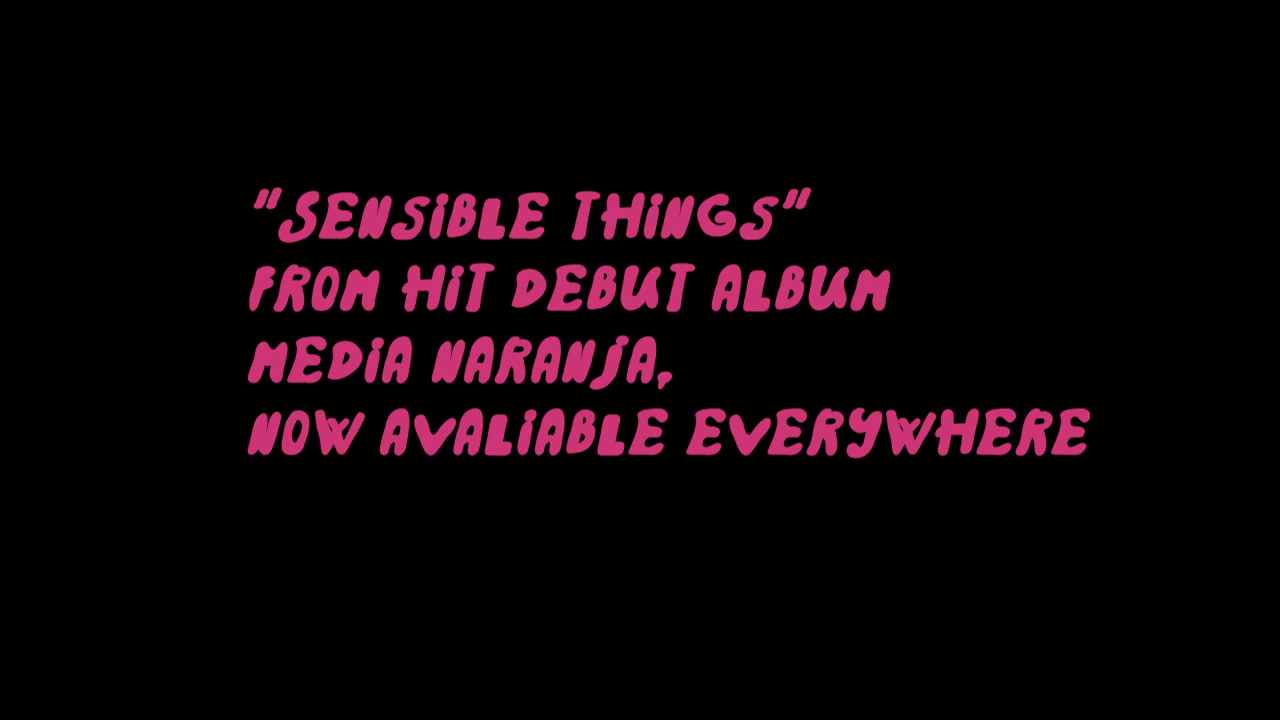 "SENSiBLE THiNGS"
FROM HiT DEBUT ALBUM
MEDiA NARANJA,
NOW AVALiABLE EVERYWHERE